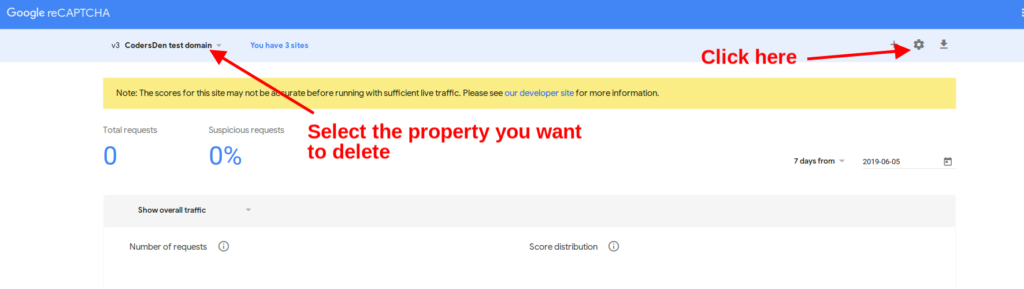 Google reCAPTCHA
v3 CodersDen test domain You have 3 sites
Click here
Note: The scores for this site may not be accurate before running with sufficient live traffic. Please see our developer site for more information.
Total requests Suspicious requests
0 0%
Select the property you want
to delete
7 days from 2019-06-05
Show overall traffic
Number of requests Score distribution